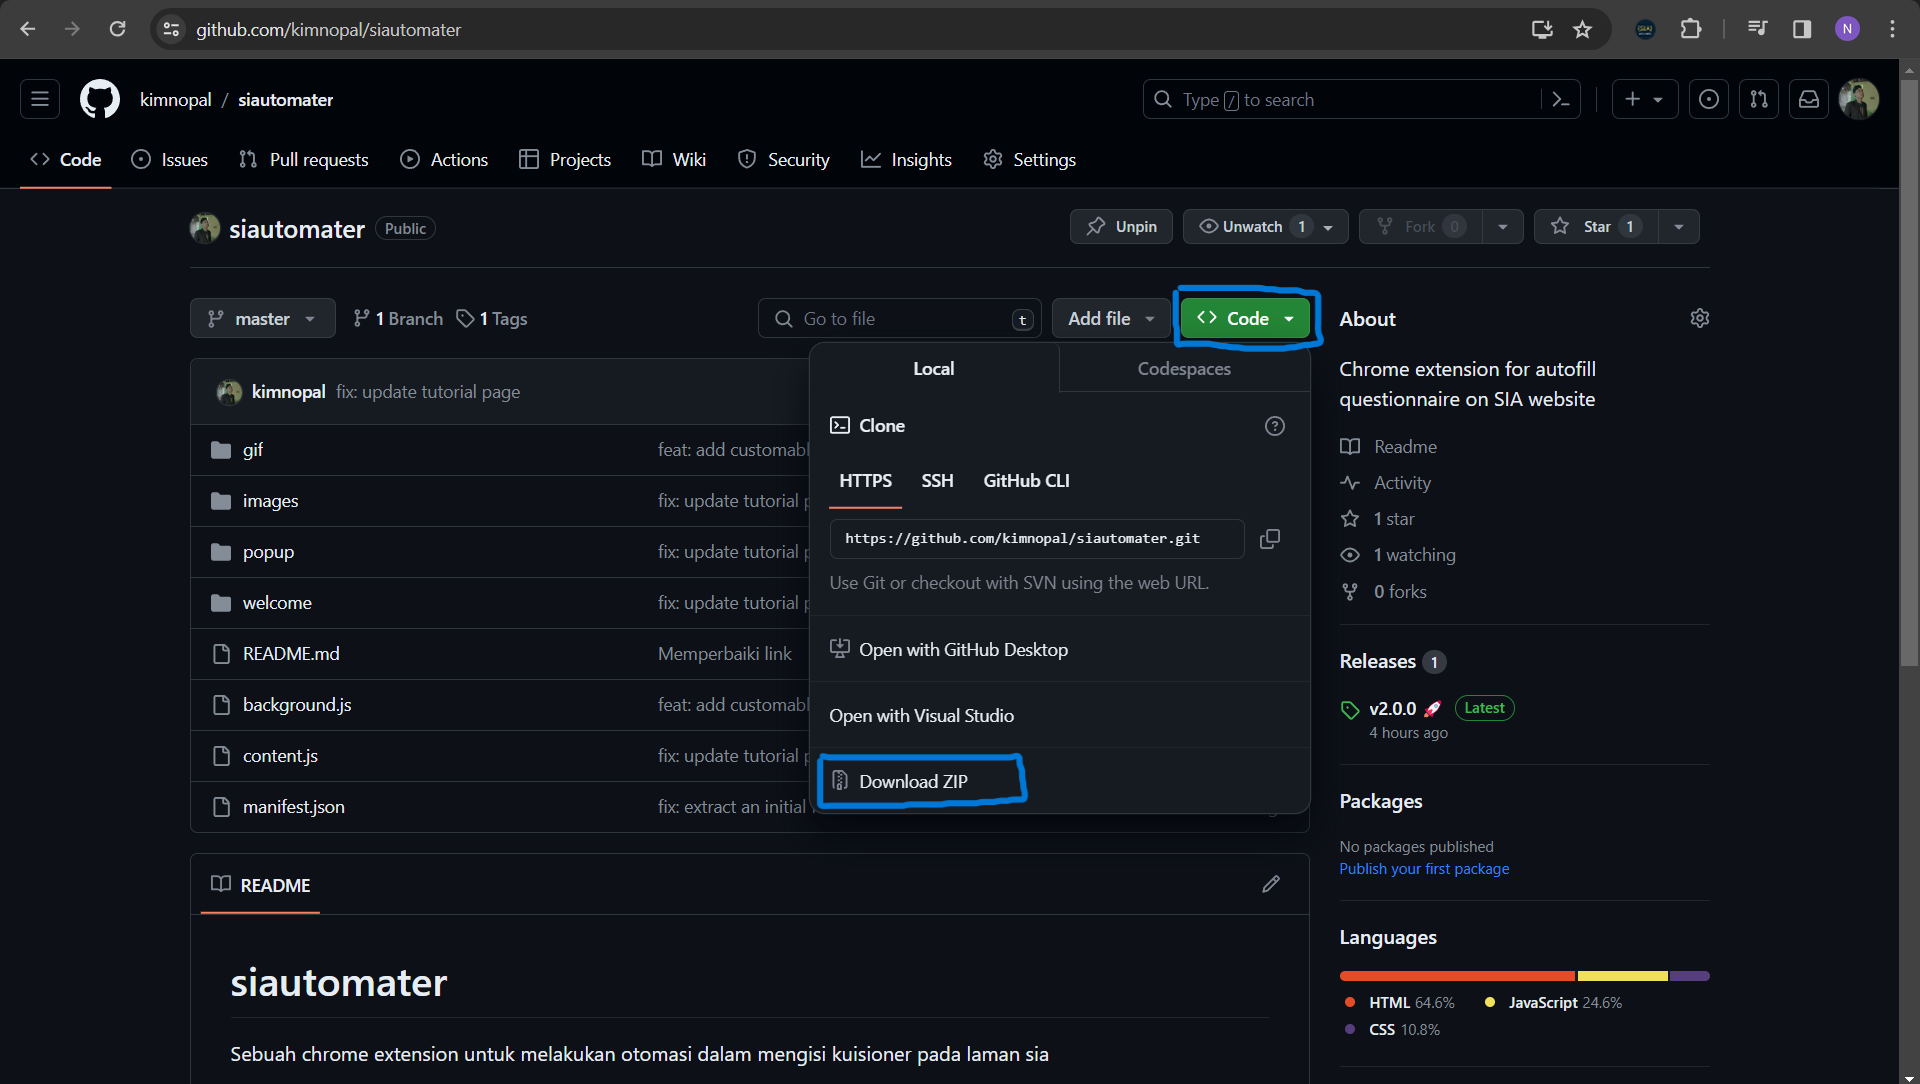 github.com/kimnopal/siautomater
N
kimnopal / siautomater
Type / to search
Code
Issues
Pull requests
Actions
Projects
Wiki
Security
Insights
Settings
siautomater Public
Unpin
Unwatch 1
Fork 0
Star 1
master
1 Branch
1 Tags
Go to file
t
Add file
Code
kimnopal fix: update tutorial page
gif feat: add customabl
images fix: update tutorial p
popup fix: update tutorial p
welcome fix: update tutorial p
README.md Memperbaiki link
background.js feat: add customabl
content.js fix: update tutorial p
manifest.json fix: extract an initial
Local
Codespaces
Clone
HTTPS
SSH
GitHub CLI
https://github.com/kimnopal/siautomater.git
Use Git or checkout with SVN using the web URL.
Open with GitHub Desktop
Open with Visual Studio
Download ZIP
README
siautomater
Sebuah chrome extension untuk melakukan otomasi dalam mengisi kuisioner pada laman sia
About
Chrome extension for autofill
questionnaire on SIA website
Readme
Activity
1 star
1 watching
0 forks
Releases 1
v2.0.0 🚀 Latest
4 hours ago
Packages
No packages published
Publish your first package
Languages
HTML 64.6%
JavaScript 24.6%
CSS 10.8%